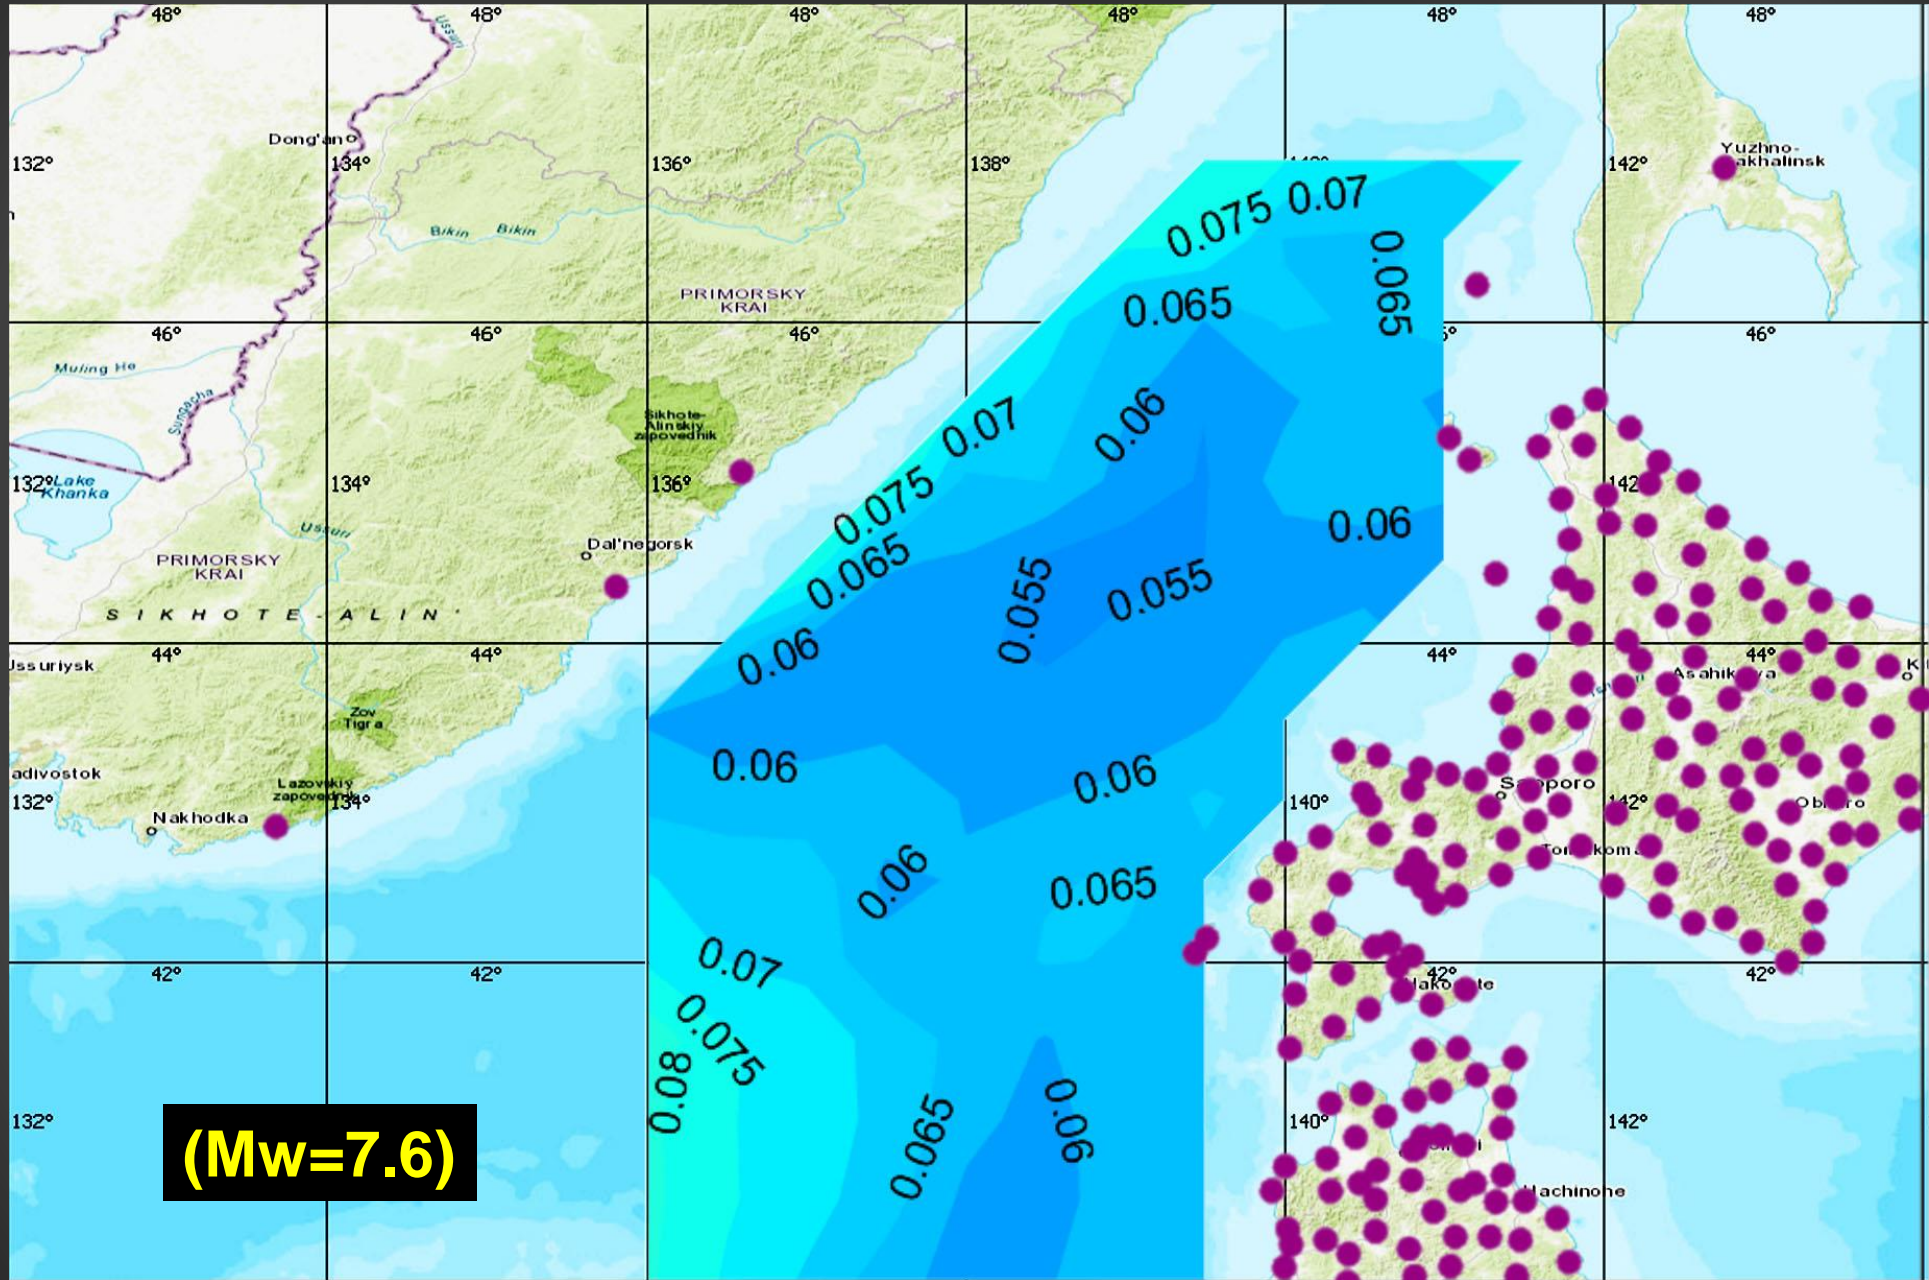 48° 48° 48° 48° 48° 48°
Ussuri
Dong'an
132° 134° 136° 138° 142°
Yuzhno-
akhalinsk
0.075 0.07
Bikin Bikin
0.065
PRIMORSKY
KRAI
0.065
46° 46° 46° 46°
Muling He
Sungacha
Sikhote-
Alinskiy
zapovednik
0.07
0.06
132° 134° 136° 142
Lake
Khanka
0.075
Ussuri
0.06
Dal'negorsk
PRIMORSKY
KRAI
0.065
0.055
0.055
SIKHOTE-ALIN'
44° 44° 44° 44°
Ussuriysk
0.06
Zov
Tigra
0.06
0.06
adivostok
Lazovskiy
zapovednik
132° 134° 140°
Nakhodka
0.06
0.065
42° 42° 42° 42°
0.07
0.075
0.08
0.065
0.06
132° 140° 142°
(Mw=7.6)